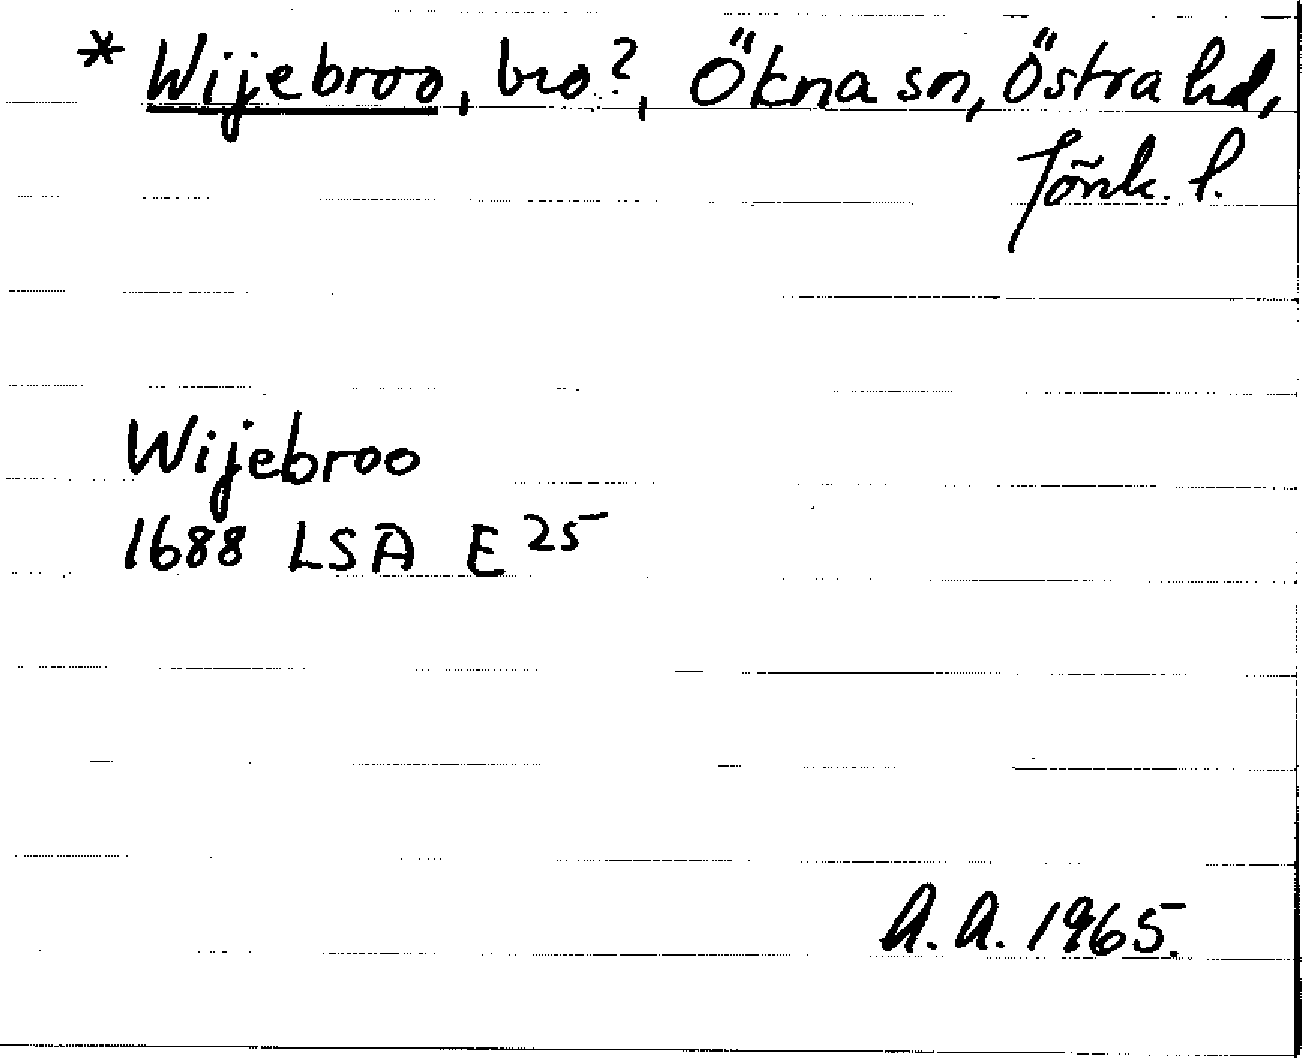 * Wijebroo, bro?, Ökna sn, Östra hd,
Jönk. l.
Wijebroo
1688 LSA E 25
A. A. 1965.